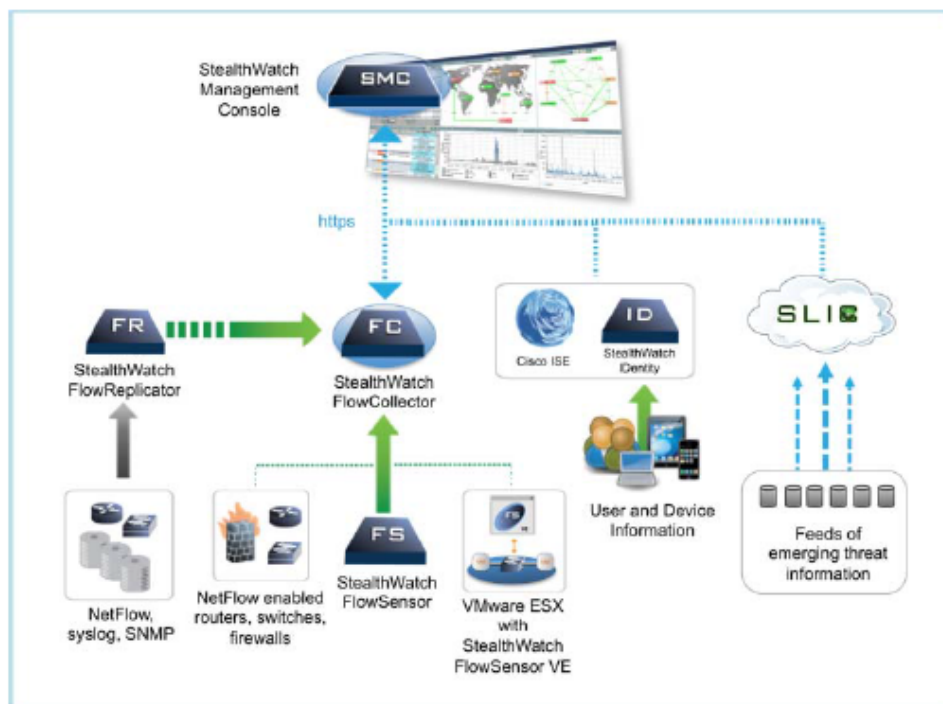 StealthWatch
Management
Console
SMC
https
FR
StealthWatch
FlowReplicator
FC
StealthWatch
FlowCollector
Cisco ISE
ID
StealthWatch
IDentity
SLIC
NetFlow,
syslog, SNMP
NetFlow enabled
routers, switches,
firewalls
FS
StealthWatch
FlowSensor
FS
VE
VMware ESX
with
StealthWatch
FlowSensor VE
User and Device
Information
Feeds of
emerging threat
information